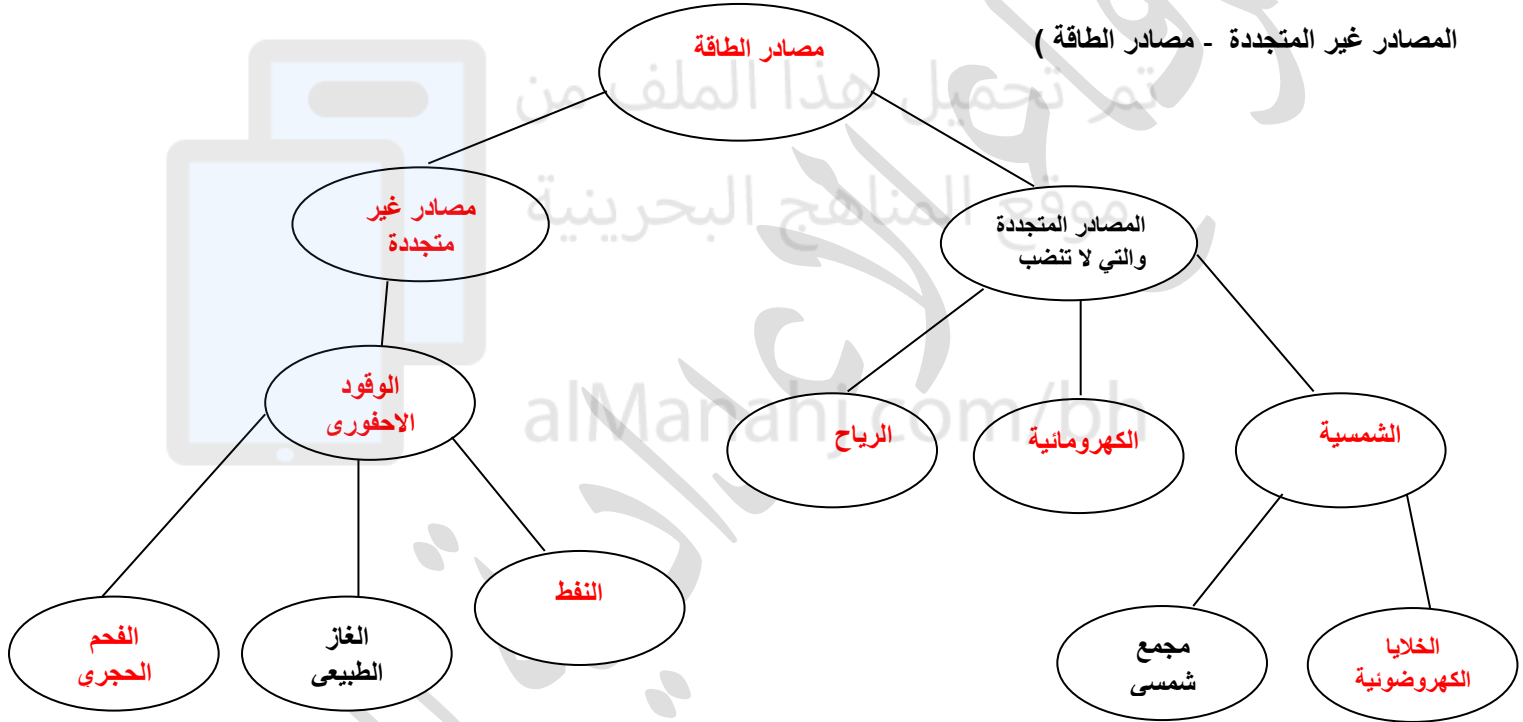 المصادر غير المتجددة - مصادر الطاقة )
مصادر الطاقة
تم تحميل هذا الملف من
موقع المناهج البحرينية
alManahj.com/bh
المصادر المتجددة
والتي لا تنضب
مصادر غير
متجددة
الشمسية
الكهرومائية
الرياح
الوقود
الاحفورى
الخلايا
الكهروضوئية
مجمع
شمسى
النفط
الغاز
الطبيعى
الفحم
الحجري